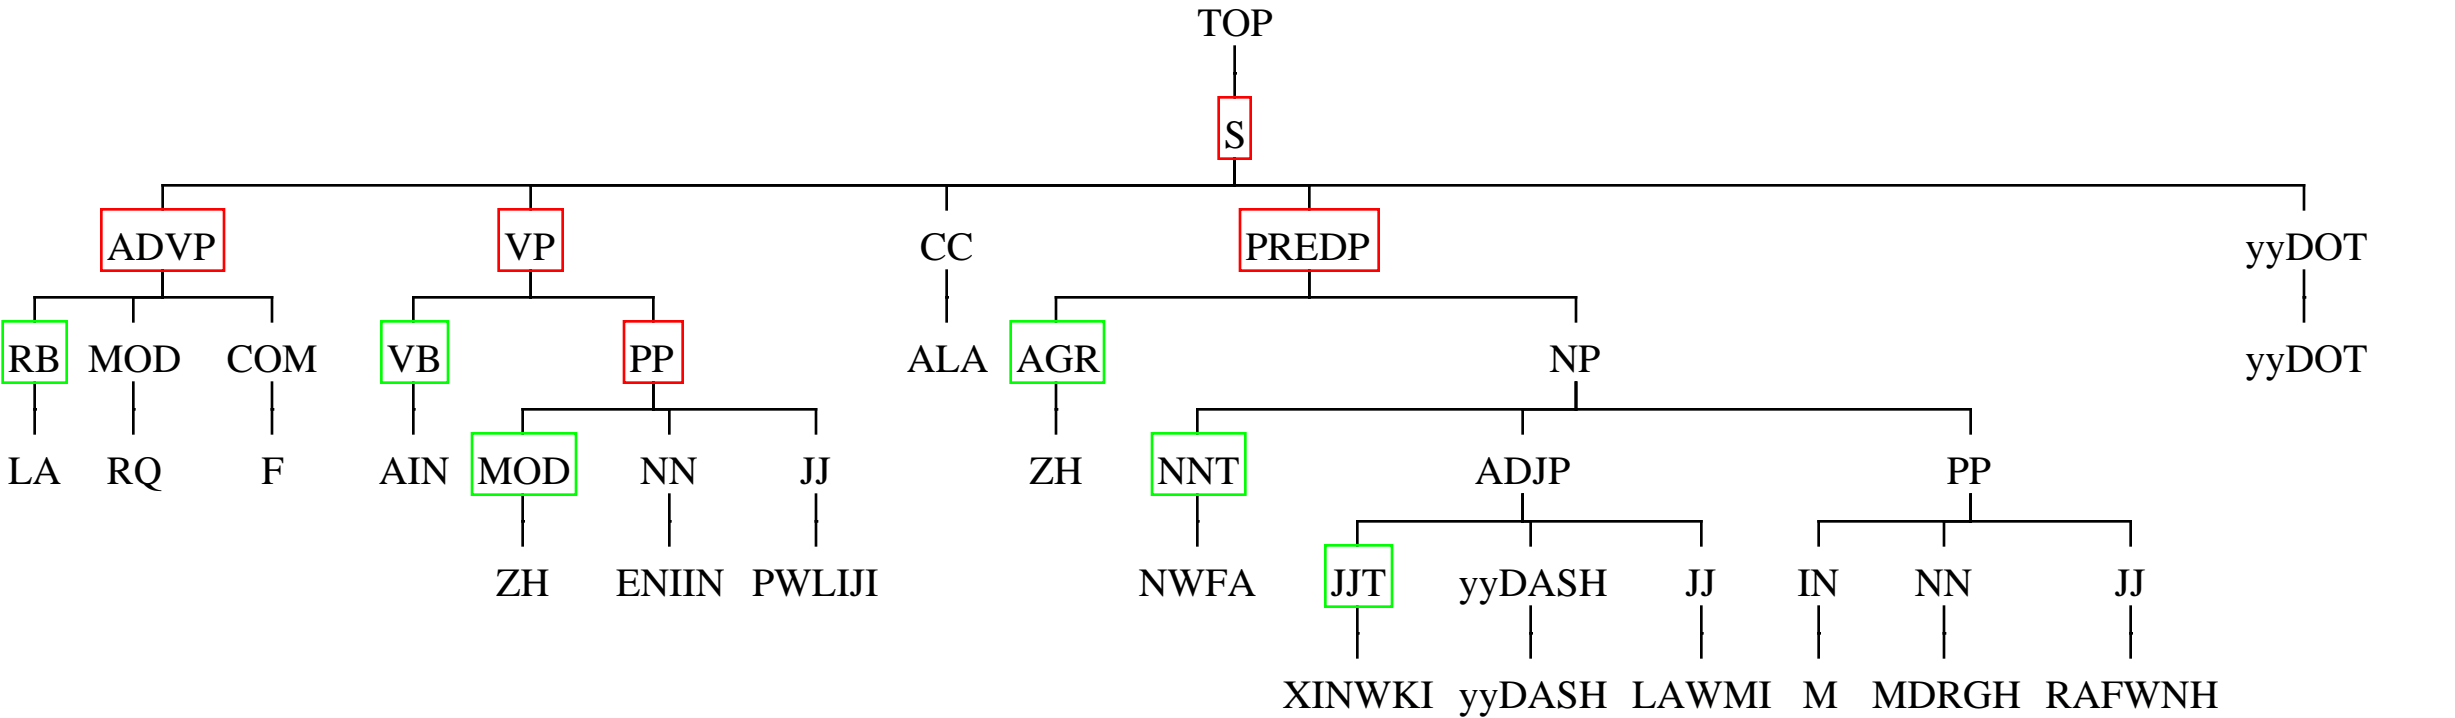 TOP
S
ADVP VP CC PREDP yyDOT
RB MOD COM VB PP ALA AGR NP yyDOT
LA RQ F AIN MOD NN JJ ZH NNT ADJP PP
ZH ENIIN PWLIJI NWFA JJT yyDASH JJ IN NN JJ
XINWKI yyDASH LAWMI M MDRGH RAFWNH